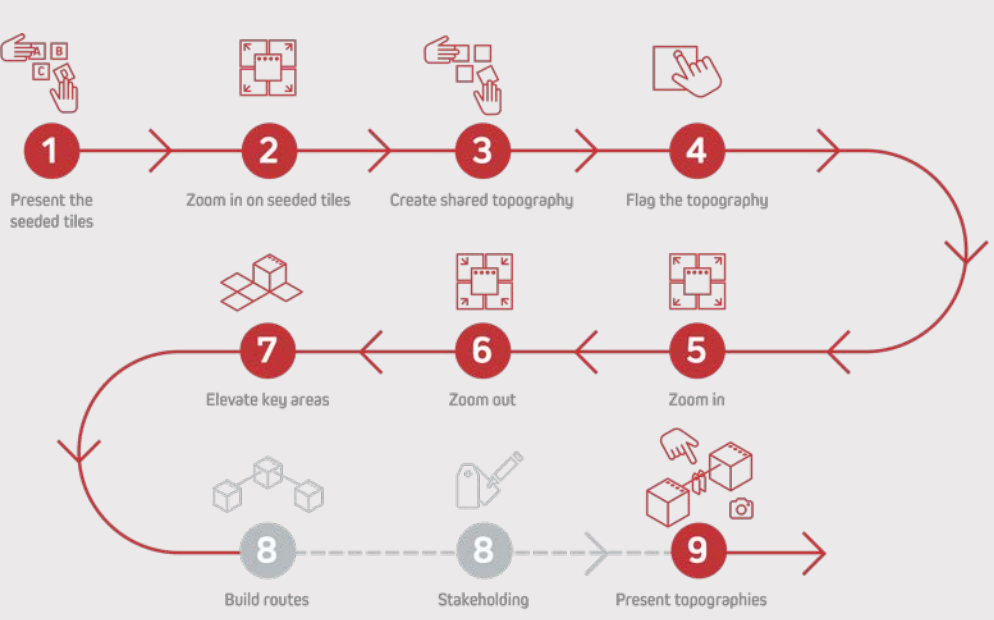 A B
C D
1
2
3
4
Present the
seeded tiles
Zoom in on seeded tiles
Create shared topography
Flag the topography
7
6
5
Elevate key areas
Zoom out
Zoom in
8
8
9
Build routes
Stakeholding
Present topographies